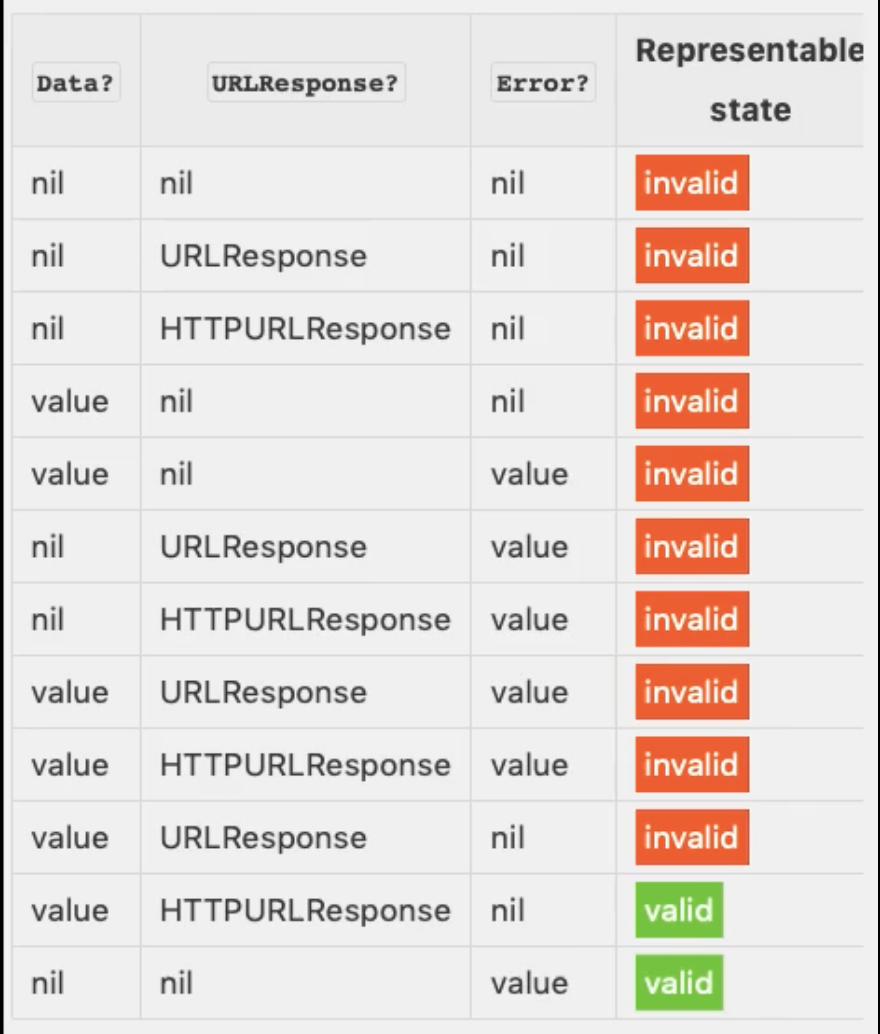 Data? URLResponse? Error? Representable state
nil nil nil invalid
nil URLResponse nil invalid
nil HTTPURLResponse nil invalid
value nil nil invalid
value nil value invalid
nil URLResponse value invalid
nil HTTPURLResponse value invalid
value URLResponse value invalid
value HTTPURLResponse value invalid
value URLResponse nil invalid
value HTTPURLResponse nil valid
nil nil value valid